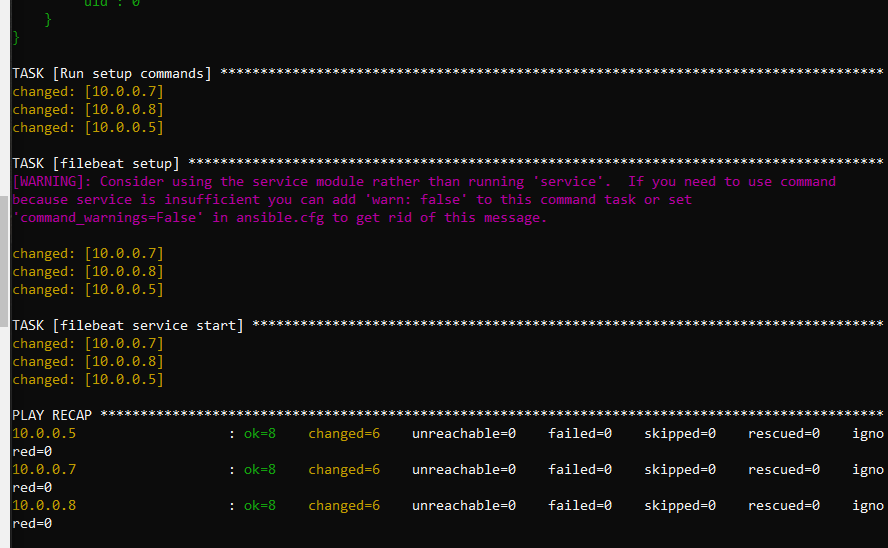 uid : 0
}
}
TASK [Run setup commands] ***********************************************************************************
changed: [10.0.0.7]
changed: [10.0.0.8]
changed: [10.0.0.5]
TASK [filebeat setup] ***************************************************************************************
[WARNING]: Consider using the service module rather than running 'service'.  If you need to use command
because service is insufficient you can add 'warn: false' to this command task or set
'command_warnings=False' in ansible.cfg to get rid of this message.
changed: [10.0.0.7]
changed: [10.0.0.8]
changed: [10.0.0.5]
TASK [filebeat service start] *******************************************************************************
changed: [10.0.0.7]
changed: [10.0.0.8]
changed: [10.0.0.5]
PLAY RECAP **************************************************************************************************
10.0.0.5                   : ok=8    changed=6    unreachable=0    failed=0    skipped=0    rescued=0    igno
red=0
10.0.0.7                   : ok=8    changed=6    unreachable=0    failed=0    skipped=0    rescued=0    igno
red=0
10.0.0.8                   : ok=8    changed=6    unreachable=0    failed=0    skipped=0    rescued=0    igno
red=0